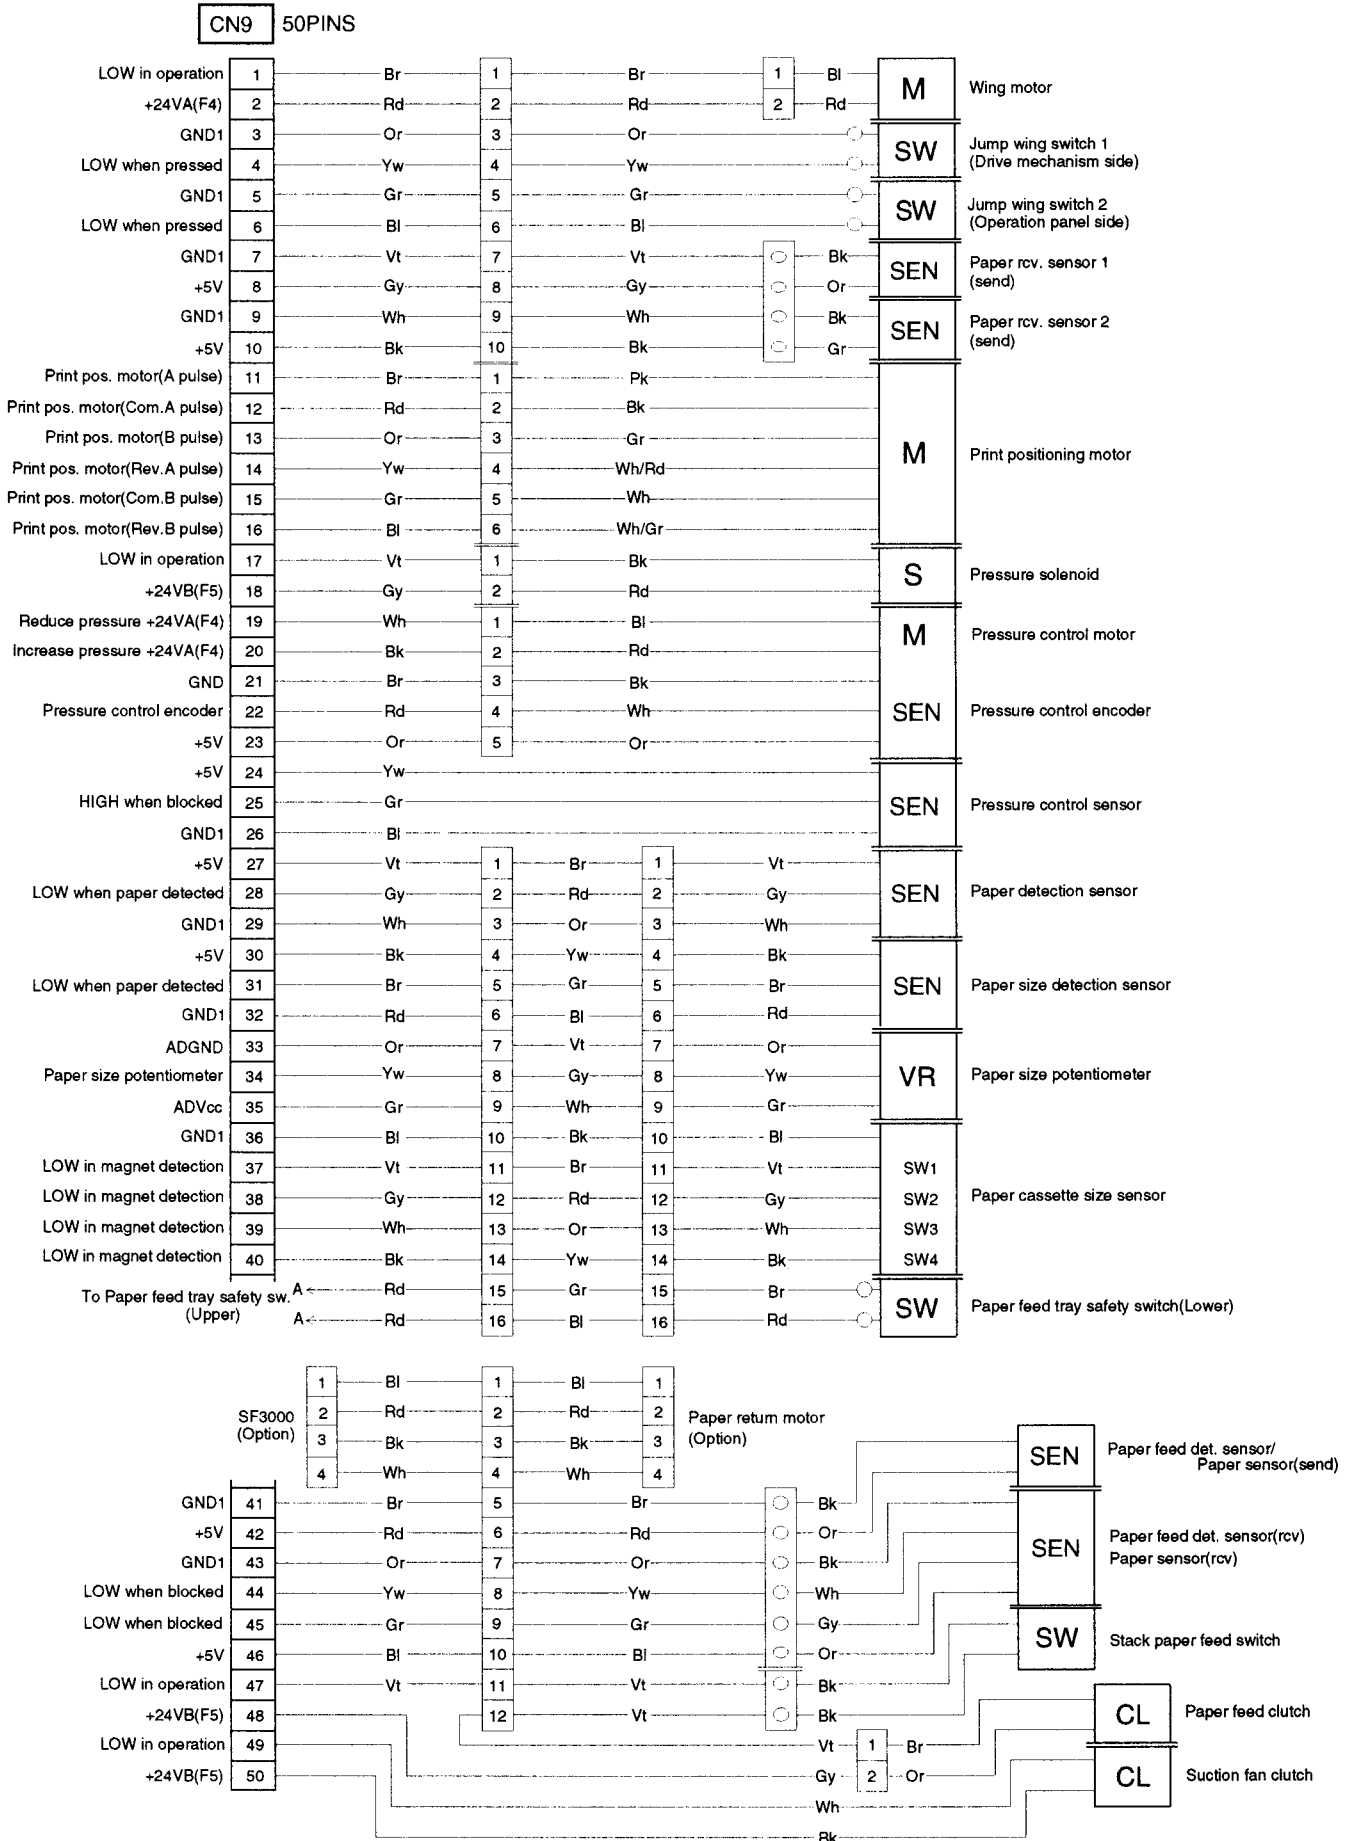 CN9 50PINS
LOW in operation 1 Br 1 Br 1 Bl M Wing motor
+24VA(F4) 2 Rd 2 Rd 2 Rd
GND1 3 Or 3 Or SW Jump wing switch 1
LOW when pressed 4 Yw 4 Yw (Drive mechanism side)
GND1 5 Gr 5 Gr SW Jump wing switch 2
LOW when pressed 6 Bl 6 Bl (Operation panel side)
GND1 7 Vt 7 Vt Bk SEN Paper rcv. sensor 1
+5V 8 Gy 8 Gy Or (send)
GND1 9 Wh 9 Wh Bk SEN Paper rcv. sensor 2
+5V 10 Bk 10 Bk Gr (send)
Print pos. motor(A pulse) 11 Br 1 Pk
Print pos. motor(Com.A pulse) 12 Rd 2 Bk
Print pos. motor(B pulse) 13 Or 3 Gr M Print positioning motor
Print pos. motor(Rev.A pulse) 14 Yw 4 Wh/Rd
Print pos. motor(Com.B pulse) 15 Gr 5 Wh
Print pos. motor(Rev.B pulse) 16 Bl 6 Wh/Gr
LOW in operation 17 Vt 1 Bk S Pressure solenoid
+24VB(F5) 18 Gy 2 Rd
Reduce pressure +24VA(F4) 19 Wh 1 Bl M Pressure control motor
Increase pressure +24VA(F4) 20 Bk 2 Rd
GND 21 Br 3 Bk
Pressure control encoder 22 Rd 4 Wh SEN Pressure control encoder
+5V 23 Or 5 Or
+5V 24 Yw
HIGH when blocked 25 Gr SEN Pressure control sensor
GND1 26 Bl
+5V 27 Vt 1 Br 1 Vt
LOW when paper detected 28 Gy 2 Rd 2 Gy SEN Paper detection sensor
GND1 29 Wh 3 Or 3 Wh
+5V 30 Bk 4 Yw 4 Bk
LOW when paper detected 31 Br 5 Gr 5 Br SEN Paper size detection sensor
GND1 32 Rd 6 Bl 6 Rd
ADGND 33 Or 7 Vt 7 Or
Paper size potentiometer 34 Yw 8 Gy 8 Yw VR Paper size potentiometer
ADVcc 35 Gr 9 Wh 9 Gr
GND1 36 Bl 10 Bk 10 Bl
LOW in magnet detection 37 Vt 11 Br 11 Vt SW1
LOW in magnet detection 38 Gy 12 Rd 12 Gy SW2 Paper cassette size sensor
LOW in magnet detection 39 Wh 13 Or 13 Wh SW3
LOW in magnet detection 40 Bk 14 Yw 14 Bk SW4
To Paper feed tray safety sw. A Rd 15 Gr 15 Br SW Paper feed tray safety switch(Lower)
(Upper) A Rd 16 Bl 16 Rd
1 Bl 1 Bl 1
SF3000 2 Rd 2 Rd 2 Paper return motor
(Option) 3 Bk 3 Bk 3 (Option)
4 Wh 4 Wh 4
SEN Paper feed det. sensor/
Paper sensor(send)
GND1 41 Br 5 Br Bk
+5V 42 Rd 6 Rd Or SEN Paper feed det. sensor(rcv)
GND1 43 Or 7 Or Bk Paper sensor(rcv)
LOW when blocked 44 Yw 8 Yw Wh
LOW when blocked 45 Gr 9 Gr Gy
+5V 46 Bl 10 Bl Or SW Stack paper feed switch
LOW in operation 47 Vt 11 Vt Bk
+24VB(F5) 48 12 Vt Bk CL Paper feed clutch
LOW in operation 49 Vt 1 Br
+24VB(F5) 50 Gy 2 Or CL Suction fan clutch
Wh
Bk